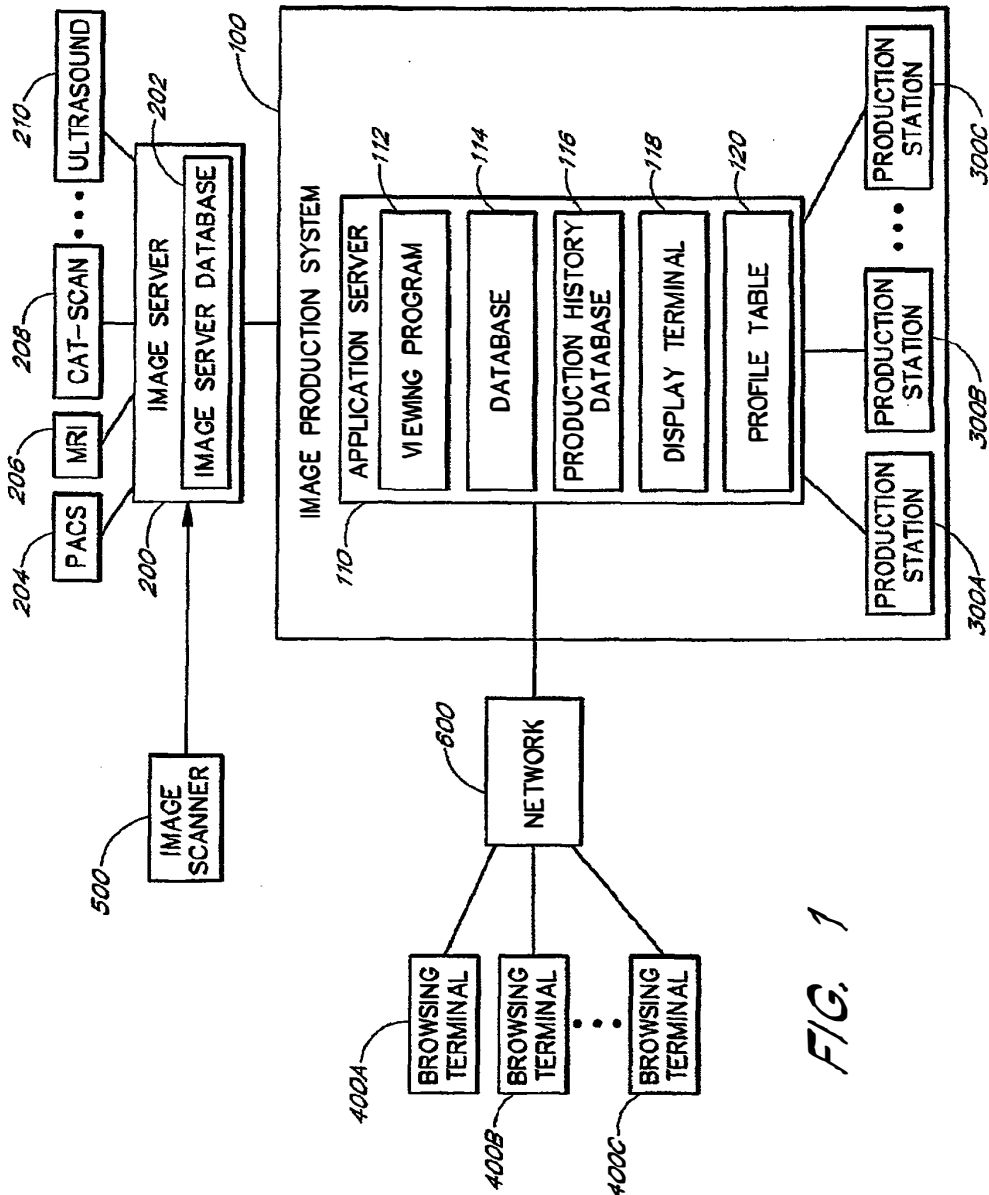 204
PACS
206
MRI
208
CAT-SCAN
•••
210
ULTRASOUND
500
IMAGE
SCANNER
200
IMAGE SERVER
202
IMAGE SERVER DATABASE
100
IMAGE PRODUCTION SYSTEM
110
APPLICATION SERVER
112
VIEWING PROGRAM
114
DATABASE
116
PRODUCTION HISTORY
DATABASE
118
DISPLAY TERMINAL
120
PROFILE TABLE
600
NETWORK
400A
BROWSING
TERMINAL
400B
BROWSING
TERMINAL
•••
400C
BROWSING
TERMINAL
PRODUCTION
STATION
300A
PRODUCTION
STATION
300B
•••
PRODUCTION
STATION
300C
FIG. 1